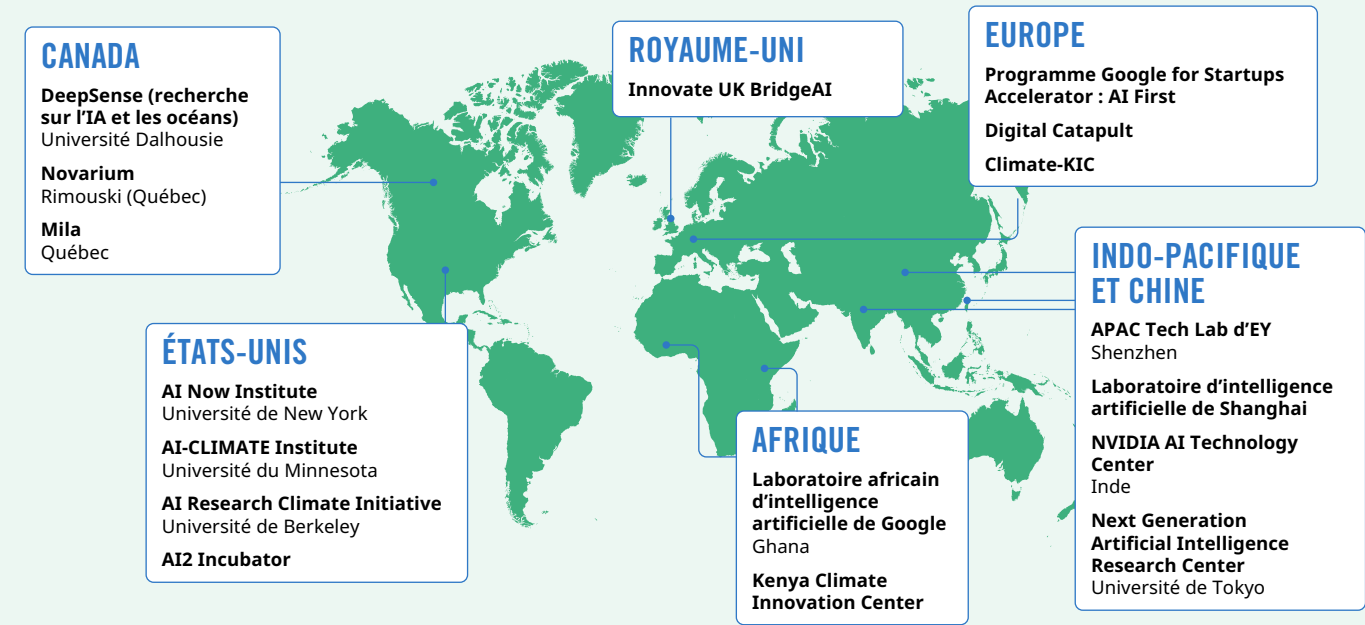 CANADA
DeepSense (recherche
sur l’IA et les océans)
Université Dalhousie
Novarium
Rimouski (Québec)
Mila
Québec
ROYAUME-UNI
Innovate UK BridgeAI
EUROPE
Programme Google for Startups
Accelerator : AI First
Digital Catapult
Climate-KIC
ÉTATS-UNIS
AI Now Institute
Université de New York
AI-CLIMATE Institute
Université du Minnesota
AI Research Climate Initiative
Université de Berkeley
AI2 Incubator
AFRIQUE
Laboratoire africain
d’intelligence
artificielle de Google
Ghana
Kenya Climate
Innovation Center
INDO-PACIFIQUE
ET CHINE
APAC Tech Lab d’EY
Shenzhen
Laboratoire d’intelligence
artificielle de Shanghai
NVIDIA AI Technology
Center
Inde
Next Generation
Artificial Intelligence
Research Center
Université de Tokyo